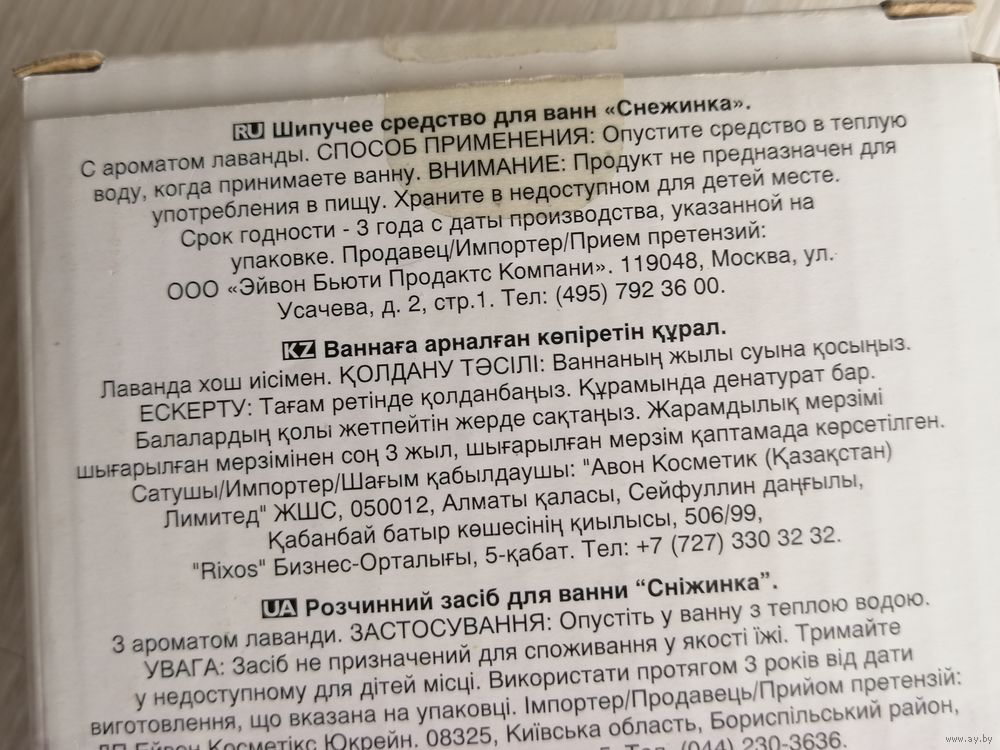 RU Шипучее средство для ванн «Снежинка».
С ароматом лаванды. СПОСОБ ПРИМЕНЕНИЯ: Опустите средство в теплую
воду, когда принимаете ванну. ВНИМАНИЕ: Продукт не предназначен для
употребления в пищу. Храните в недоступном для детей месте.
Срок годности - 3 года с даты производства, указанной на
упаковке. Продавец/Импортер/Прием претензий:
ООО «Эйвон Бьюти Продактс Компани». 119048, Москва, ул.
Усачева, д. 2, стр.1. Тел: (495) 792 36 00.
KZ Ваннаға арналған көпіретін құрал.
Лаванда хош иісімен. ҚОЛДАНУ ТӘСІЛІ: Ваннаның жылы суына қосыңыз.
ЕСКЕРТУ: Тағам ретінде қолданбаңыз. Құрамында денатурат бар.
Балалардың қолы жетпейтін жерде сақтаңыз. Жарамдылық мерзімі
шығарылған мерзімінен соң 3 жыл, шығарылған мерзім қаптамада көрсетілген.
Сатушы/Импортер/Шағым қабылдаушы: "Авон Косметик (Қазақстан)
Лимитед" ЖШС, 050012, Алматы қаласы, Сейфуллин даңғылы,
Қабанбай батыр көшесінің қиылысы, 506/99,
"Rixos" Бизнес-Орталығы, 5-қабат. Тел: +7 (727) 330 32 32.
UA Розчинний засіб для ванни “Сніжинка”.
З ароматом лаванди. ЗАСТОСУВАННЯ: Опустіть у ванну з теплою водою.
УВАГА: Засіб не призначений для споживання у якості їжі. Тримайте
у недоступному для дітей місці. Використати протягом 3 років від дати
виготовлення, що вказана на упаковці. Імпортер/Продавець/Прийом претензій:
ДП Ейвон Косметікс Юкрейн. 08325, Київська область, Бориспільський район,
Тел. (044) 230-3636.
www.ay.by